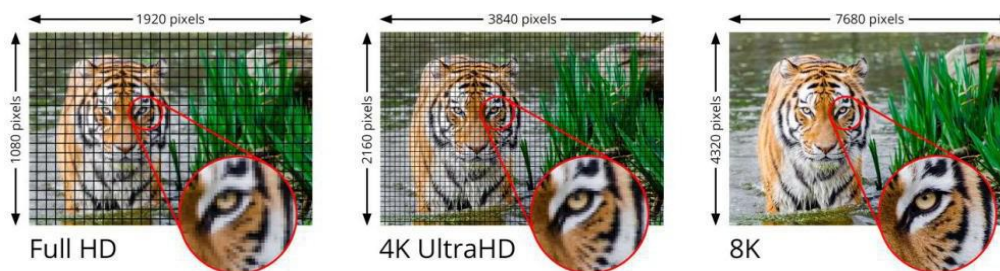 1920 pixels
1080 pixels
Full HD
3840 pixels
2160 pixels
4K UltraHD
7680 pixels
4320 pixels
8K